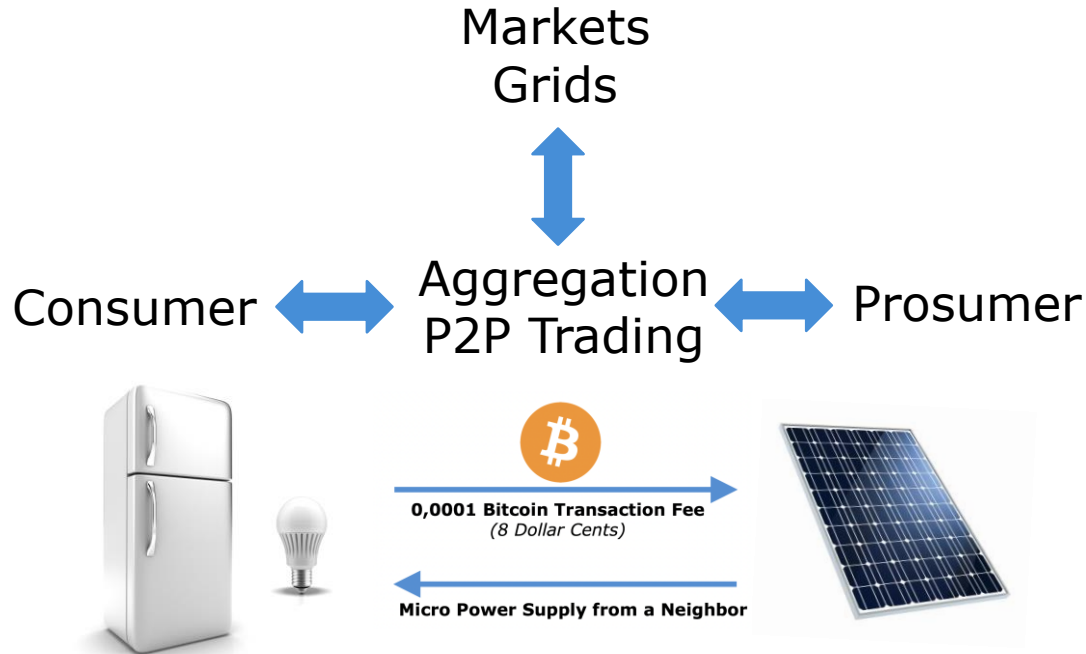 Markets
Grids
Consumer
Aggregation
P2P Trading
Prosumer
0,0001 Bitcoin Transaction Fee
(8 Dollar Cents)
Micro Power Supply from a Neighbor